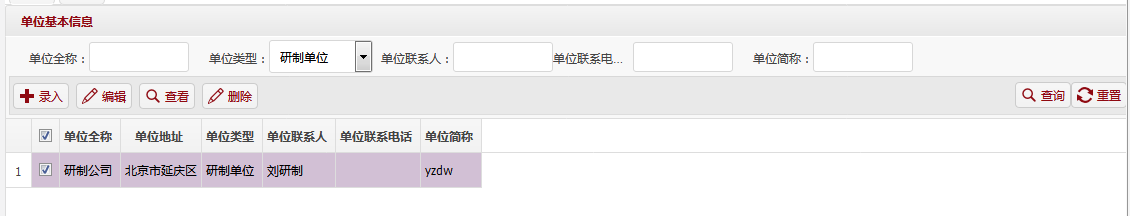 单位基本信息
单位全称： 单位类型： 研制单位 单位联系人： 单位联系电... 单位简称：
录入 编辑 查看 删除 查询 重置
单位全称 单位地址 单位类型 单位联系人 单位联系电话 单位简称
1 研制公司 北京市延庆区 研制单位 刘研制 yzdw